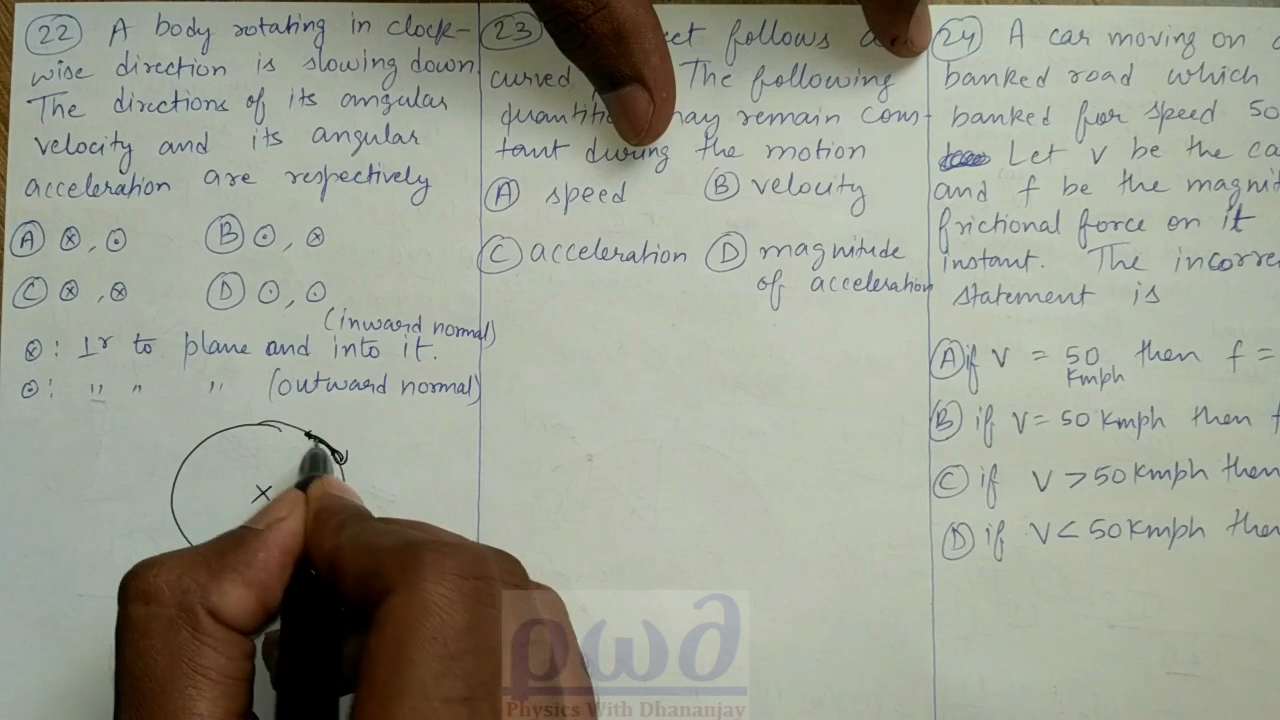 22 A body rotating in clock-
wise direction is slowing down.
The directions of its angular
velocity and its angular
acceleration are respectively
A ⊗, ⊙ B ⊙, ⊗
C ⊗, ⊗ D ⊙, ⊙
(inward normal)
⊗: ⊥r to plane and into it.
⊙: " " " (outward normal)
×
23 follows
curved The following
may remain cons-
tant during the motion
A speed B velocity
C acceleration D magnitude
of acceleration
24 A car moving on
banked road which
banked for speed 50
Let v be the
and f be the
frictional force on it
instant. The
statement is
A if v = 50 then f =
Kmph
B if v = 50 Kmph then
C if v > 50 Kmph then
D if v < 50 Kmph then
pwd
Physics With Dhananjay